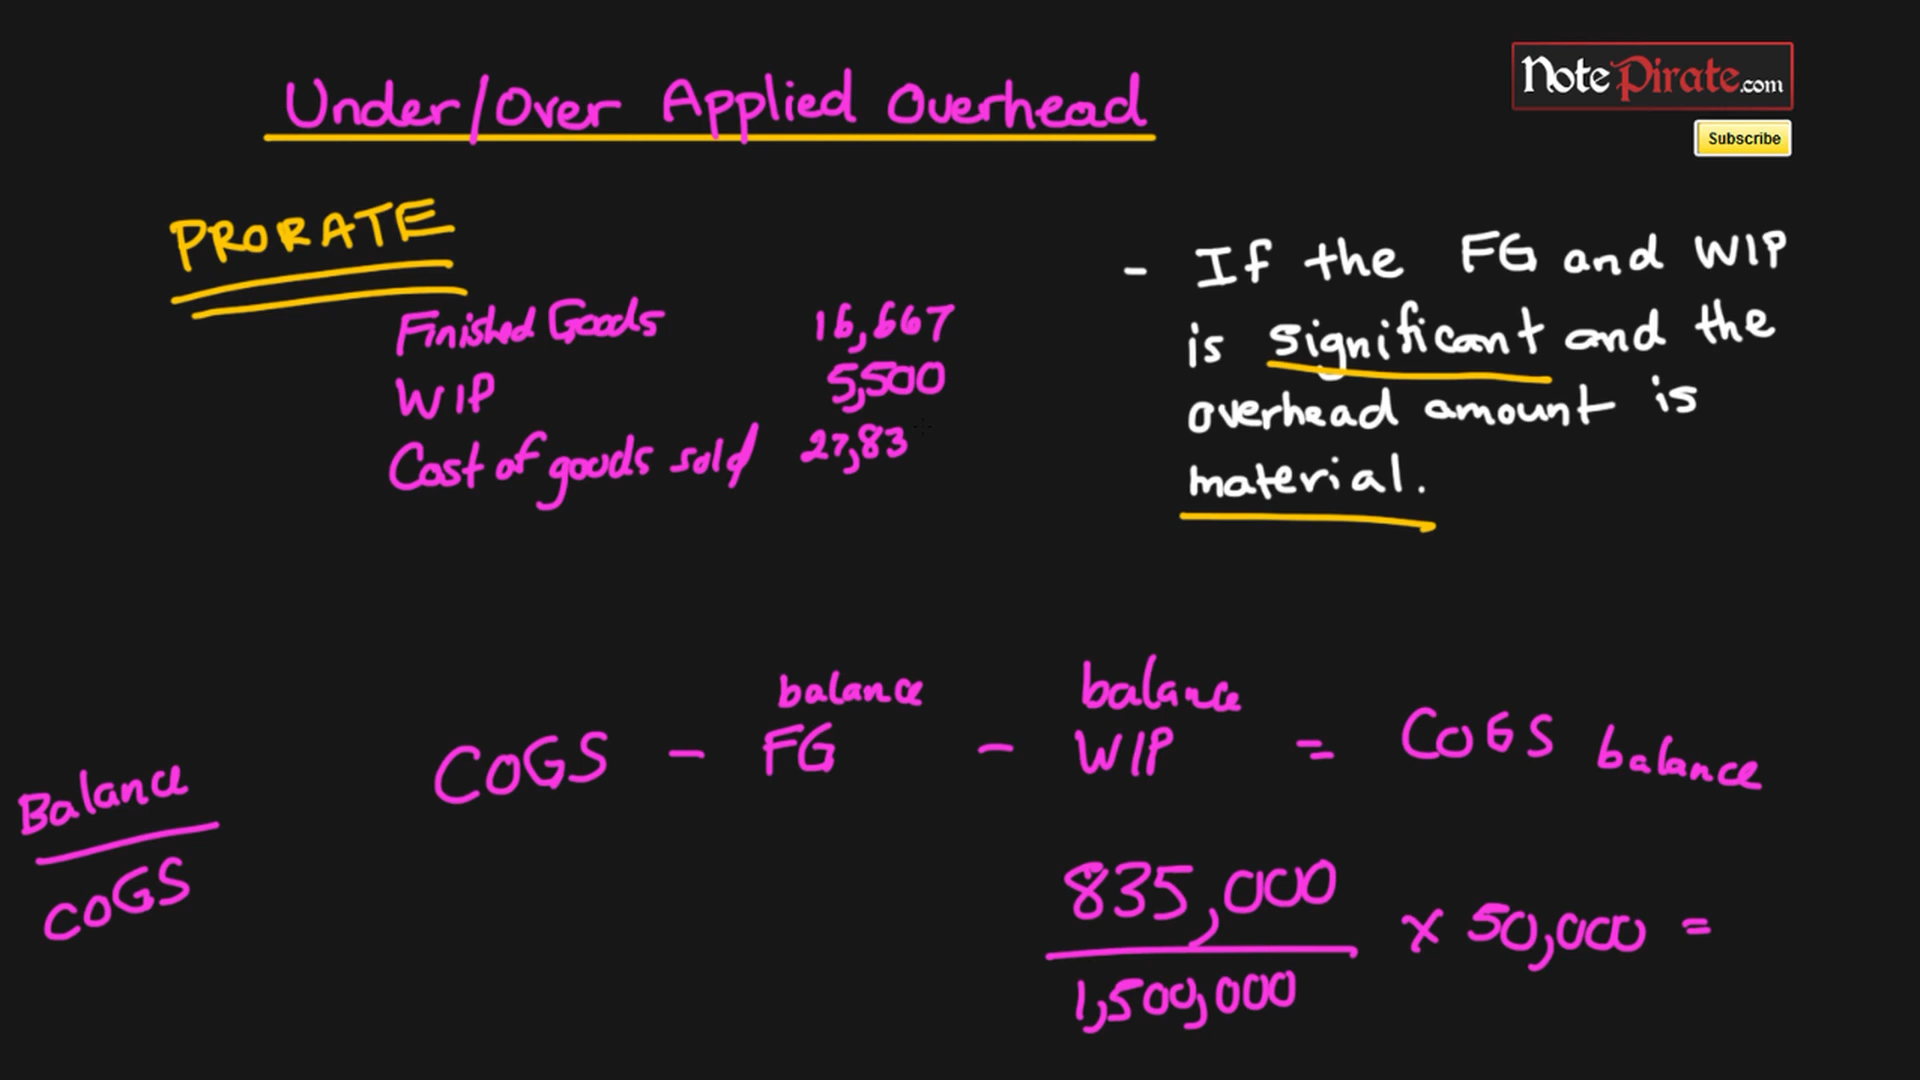 Under/Over Applied Overhead
NotePirate.com
Subscribe
PRORATE
Finished Goods 16,667
WIP 5,500
Cost of goods sold 27,83
- If the FG and WIP
is significant and the
overhead amount is
material.
balance balance
COGS - FG - WIP = COGS balance
Balance
COGS
835,000
1,500,000
x 50,000 =